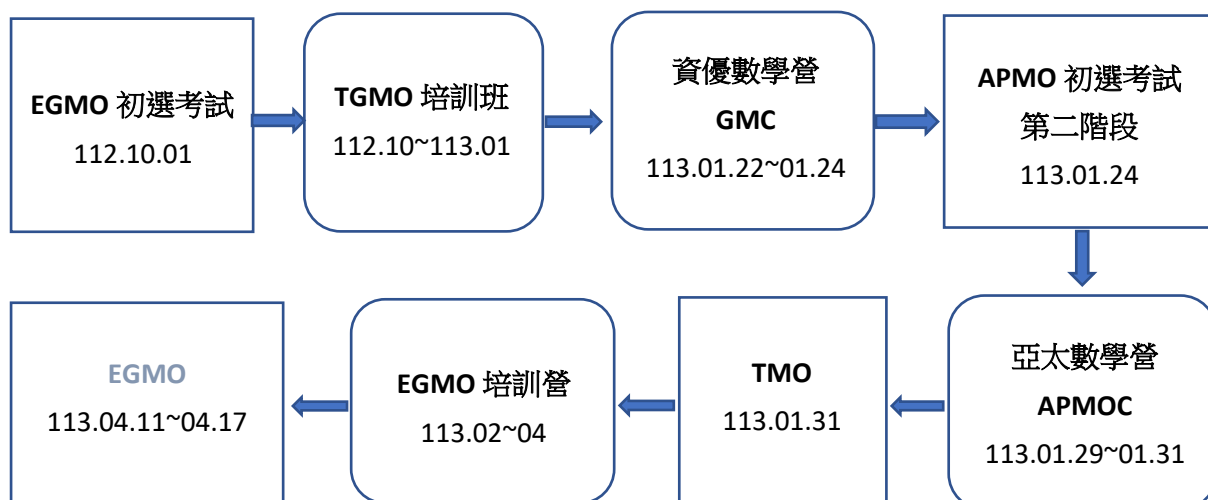 EGMO 初選考試
112.10.01
TGMO 培訓班
112.10~113.01
資優數學營
GMC
113.01.22~01.24
APMO 初選考試
第二階段
113.01.24
亞太數學營
APMOC
113.01.29~01.31
TMO
113.01.31
EGMO 培訓營
113.02~04
EGMO
113.04.11~04.17